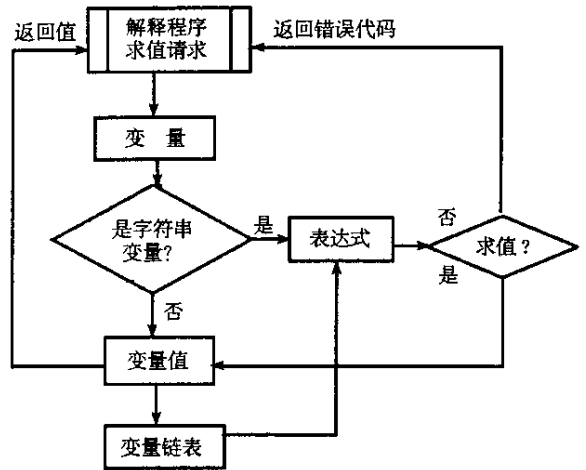 返回值
解释程序
求值请求
返回错误代码
变 量
是字符串
变量?
是
表达式
否
求值?
是
否
变量值
变量链表